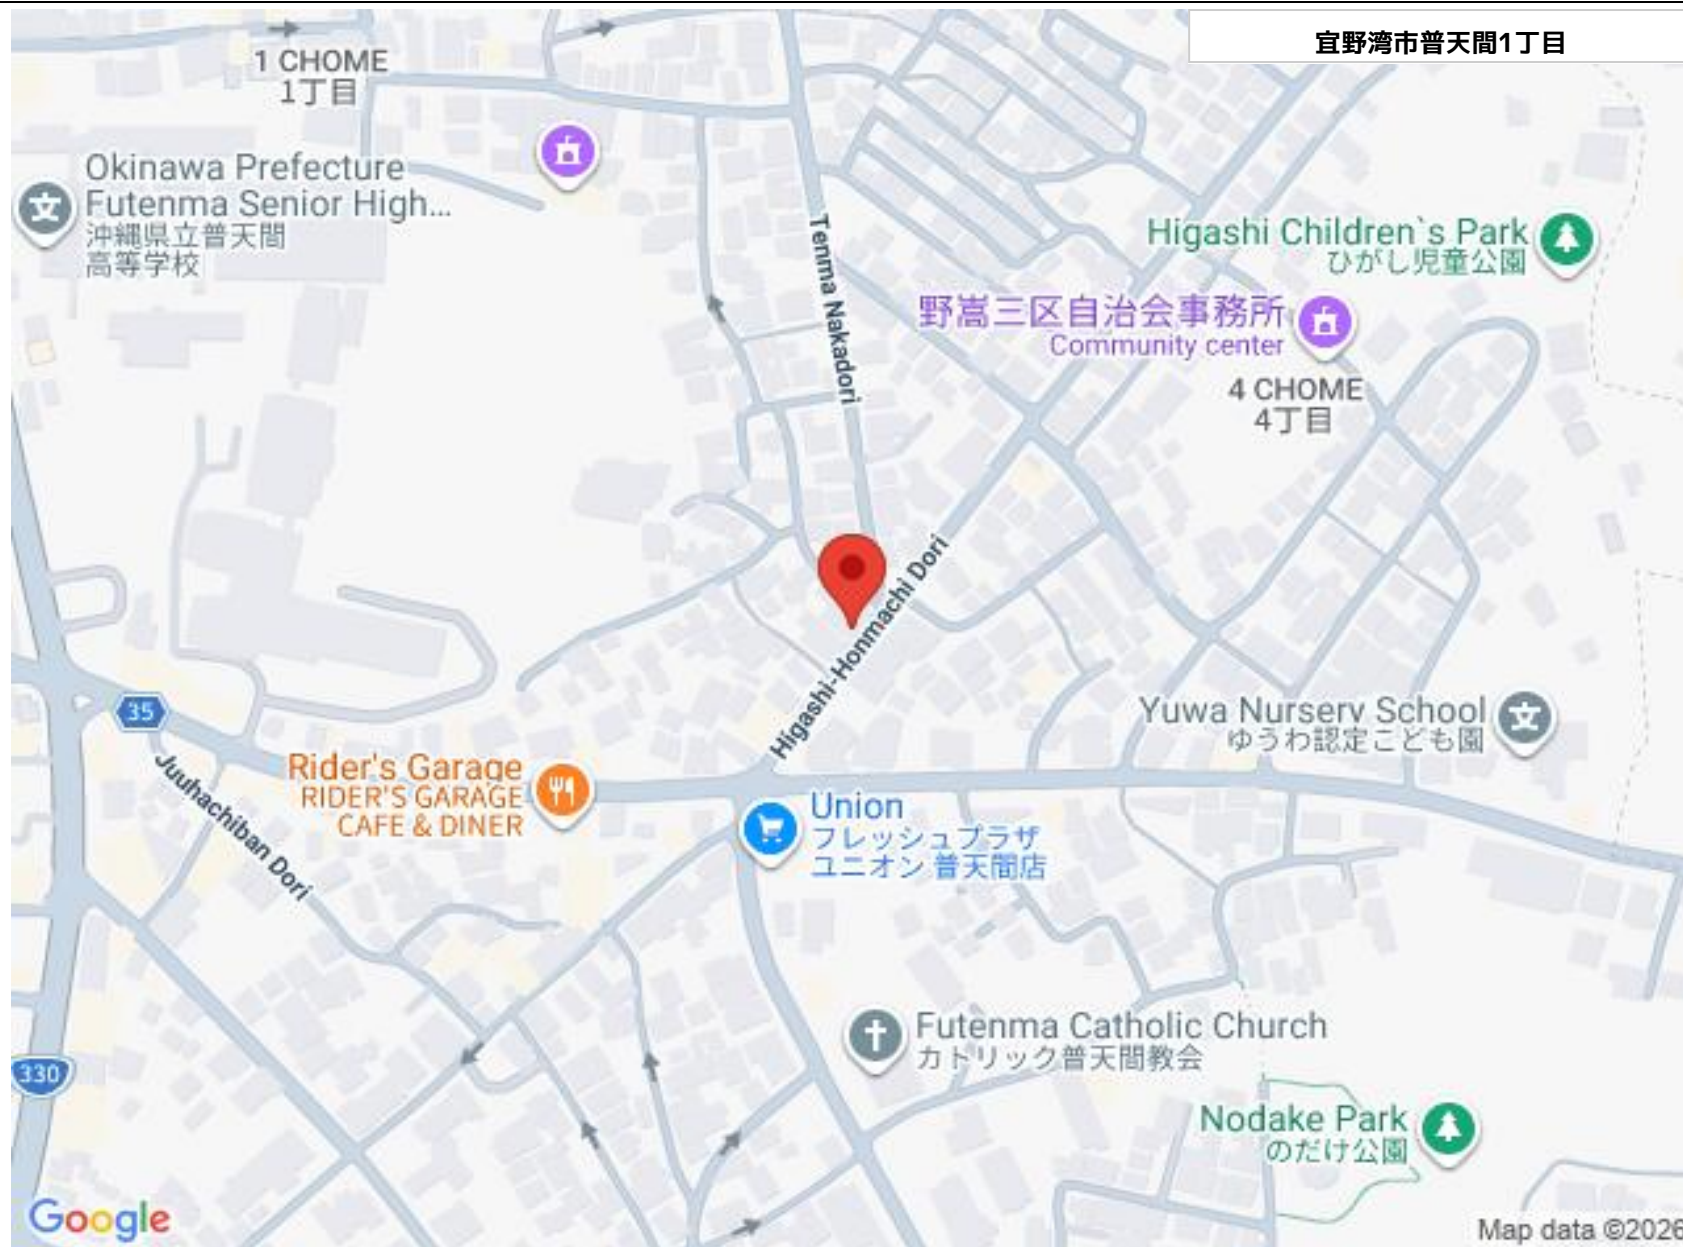 宜野湾市普天間1丁目
1 CHOME
1丁目
Okinawa Prefecture
Futenma Senior High...
沖縄県立普天間
高等学校
Tenma Nakadori
Higashi Children`s Park
ひがし児童公園
野嵩三区自治会事務所
Community center
4 CHOME
4丁目
Higashi-Honmachi Dori
35
Juuhachiban Dori
Rider's Garage
RIDER'S GARAGE
CAFE & DINER
Yuwa Nursery School
ゆうわ認定こども園
Union
フレッシュプラザ
ユニオン 普天間店
Futenma Catholic Church
カトリック普天間教会
330
Nodake Park
のだけ公園
Google
Map data ©2026